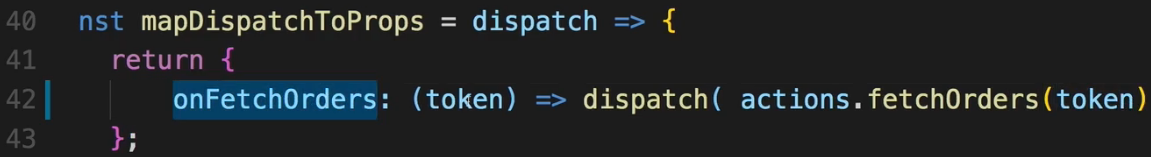 40 nst mapDispatchToProps = dispatch => {
41 return {
42 onFetchOrders: (token) => dispatch( actions.fetchOrders(token)
43 };